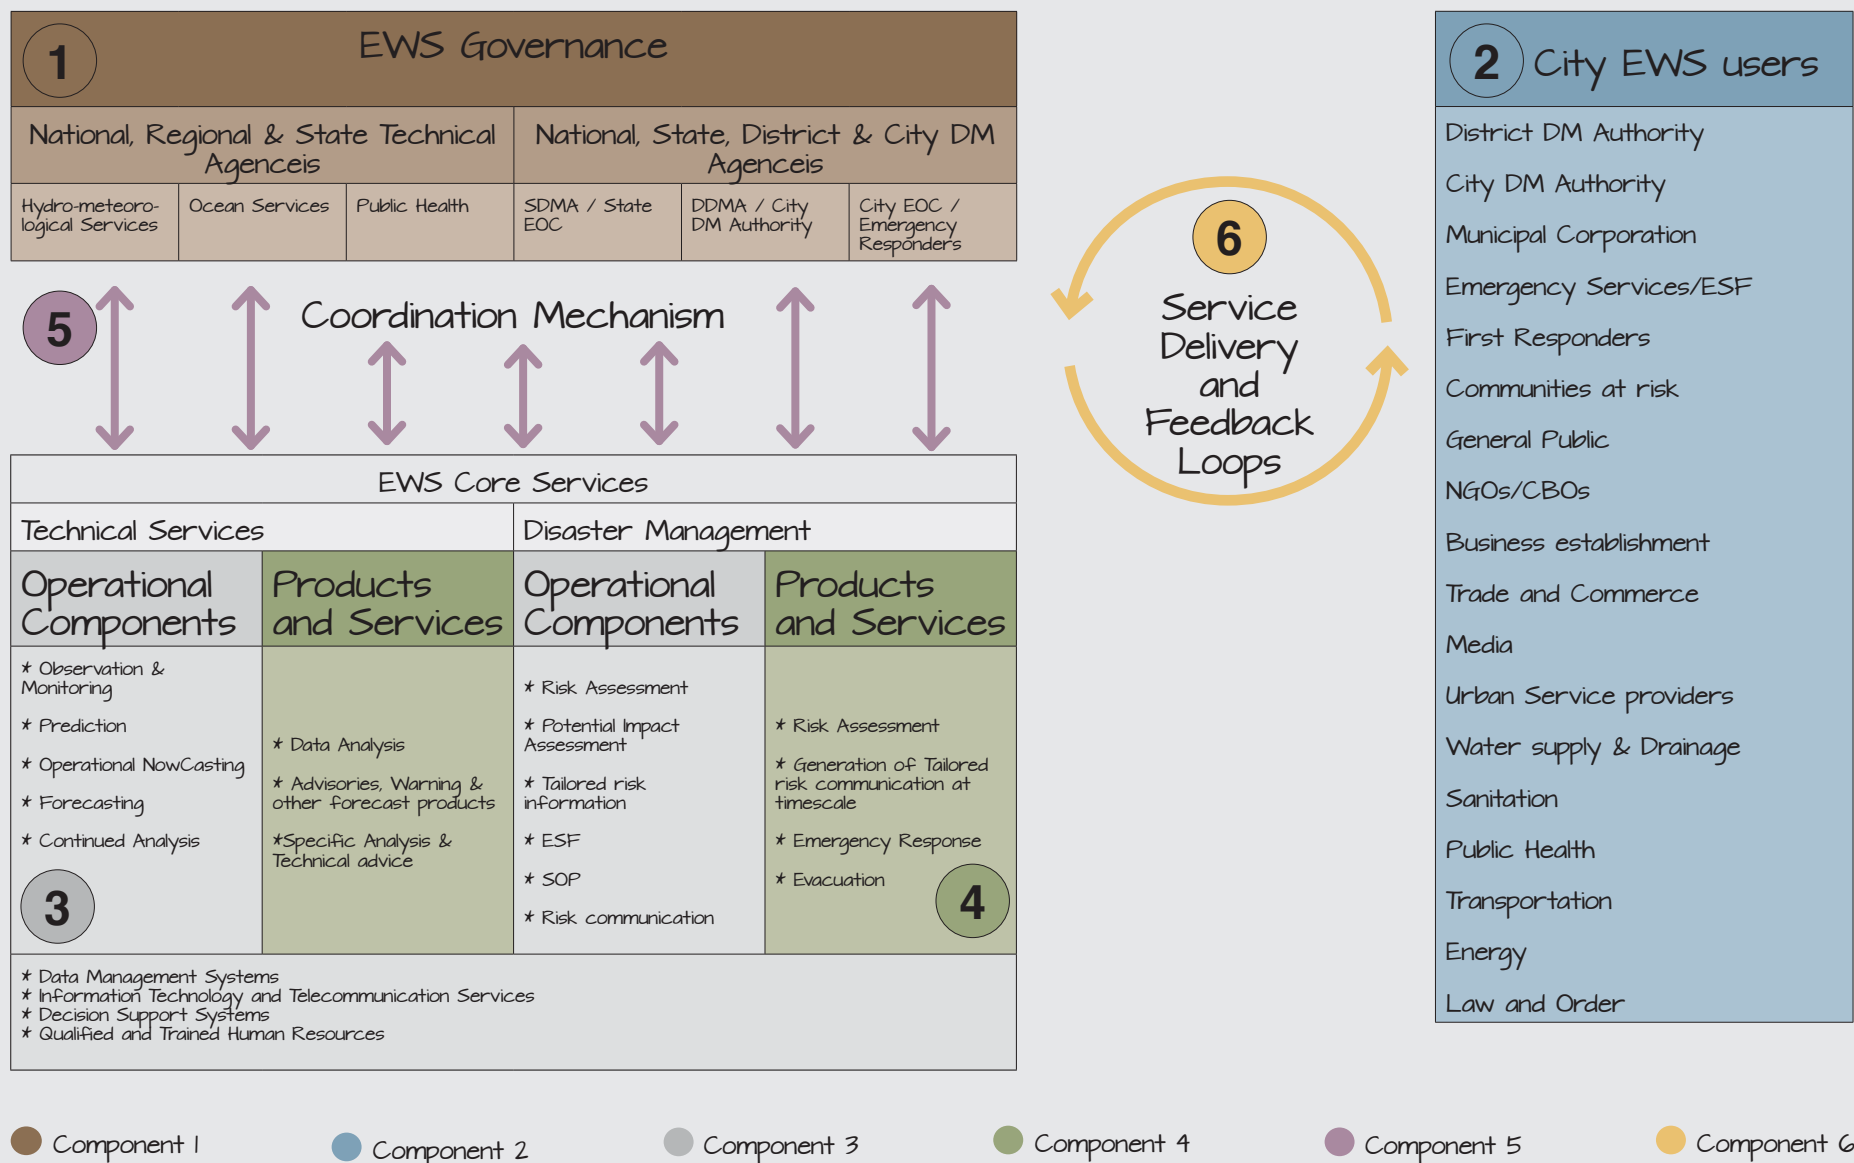 1
EWS Governance
National, Regional & State Technical
Agenceis
National, State, District & City DM
Agenceis
Hydro-meteoro-
logical Services
Ocean Services
Public Health
SDMA / State
EOC
DDMA / City
DM Authority
City EOC /
Emergency
Responders
5
Coordination Mechanism
EWS Core Services
Technical Services
Disaster Management
Operational
Components
Products
and Services
Operational
Components
Products
and Services
* Observation &
Monitoring
* Prediction
* Operational NowCasting
* Forecasting
* Continued Analysis
3
* Data Analysis
* Advisories, Warning &
other forecast products
*Specific Analysis &
Technical advice
* Risk Assessment
* Potential Impact
Assessment
* Tailored risk
information
* ESF
* SOP
* Risk communication
* Risk Assessment
* Generation of Tailored
risk communication at
timescale
* Emergency Response
* Evacuation
4
* Data Management Systems
* Information Technology and Telecommunication Services
* Decision Support Systems
* Qualified and Trained Human Resources
6
Service
Delivery
and
Feedback
Loops
2
City EWS users
District DM Authority
City DM Authority
Municipal Corporation
Emergency Services/ESF
First Responders
Communities at risk
General Public
NGOs/CBOs
Business establishment
Trade and Commerce
Media
Urban Service providers
Water supply & Drainage
Sanitation
Public Health
Transportation
Energy
Law and Order
Component 1
Component 2
Component 3
Component 4
Component 5
Component 6